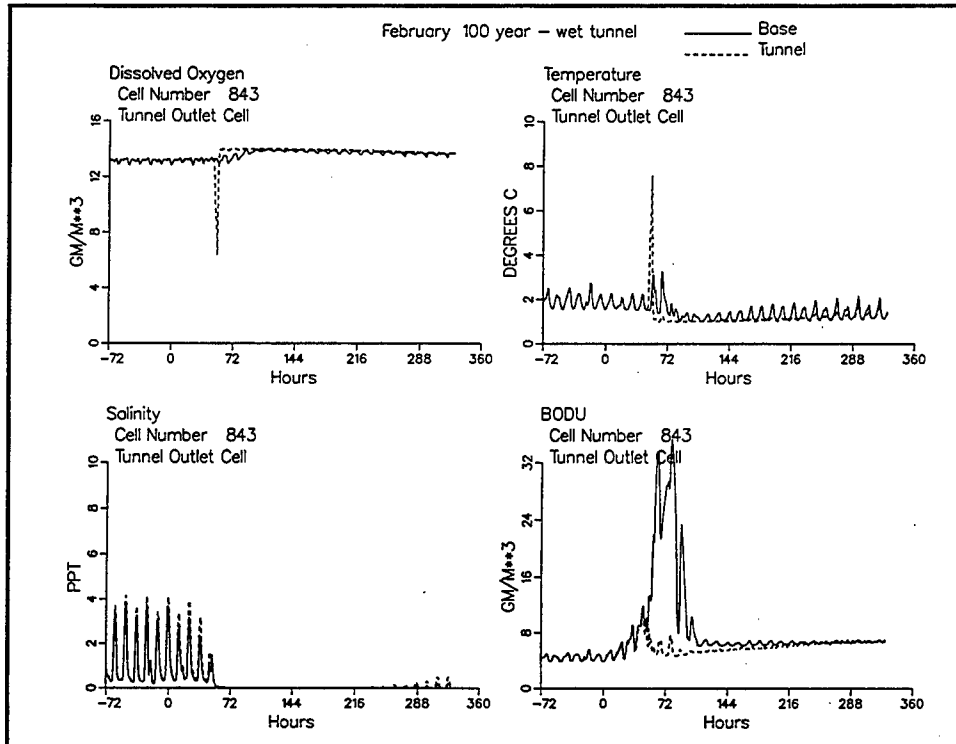 February 100 year – wet tunnel
Base
Tunnel
Dissolved Oxygen
Cell Number 843
Tunnel Outlet Cell
GM/M**3
16
12
8
4
0
-72 0 72 144 216 288 360
Hours
Temperature
Cell Number 843
Tunnel Outlet Cell
DEGREES C
10
8
6
4
2
0
-72 0 72 144 216 288 360
Hours
Salinity
Cell Number 843
Tunnel Outlet Cell
PPT
10
8
6
4
2
0
-72 0 72 144 216 288 360
Hours
BODU
Cell Number 843
Tunnel Outlet Cell
GM/M**3
32
24
16
8
0
-72 0 72 144 216 288 360
Hours